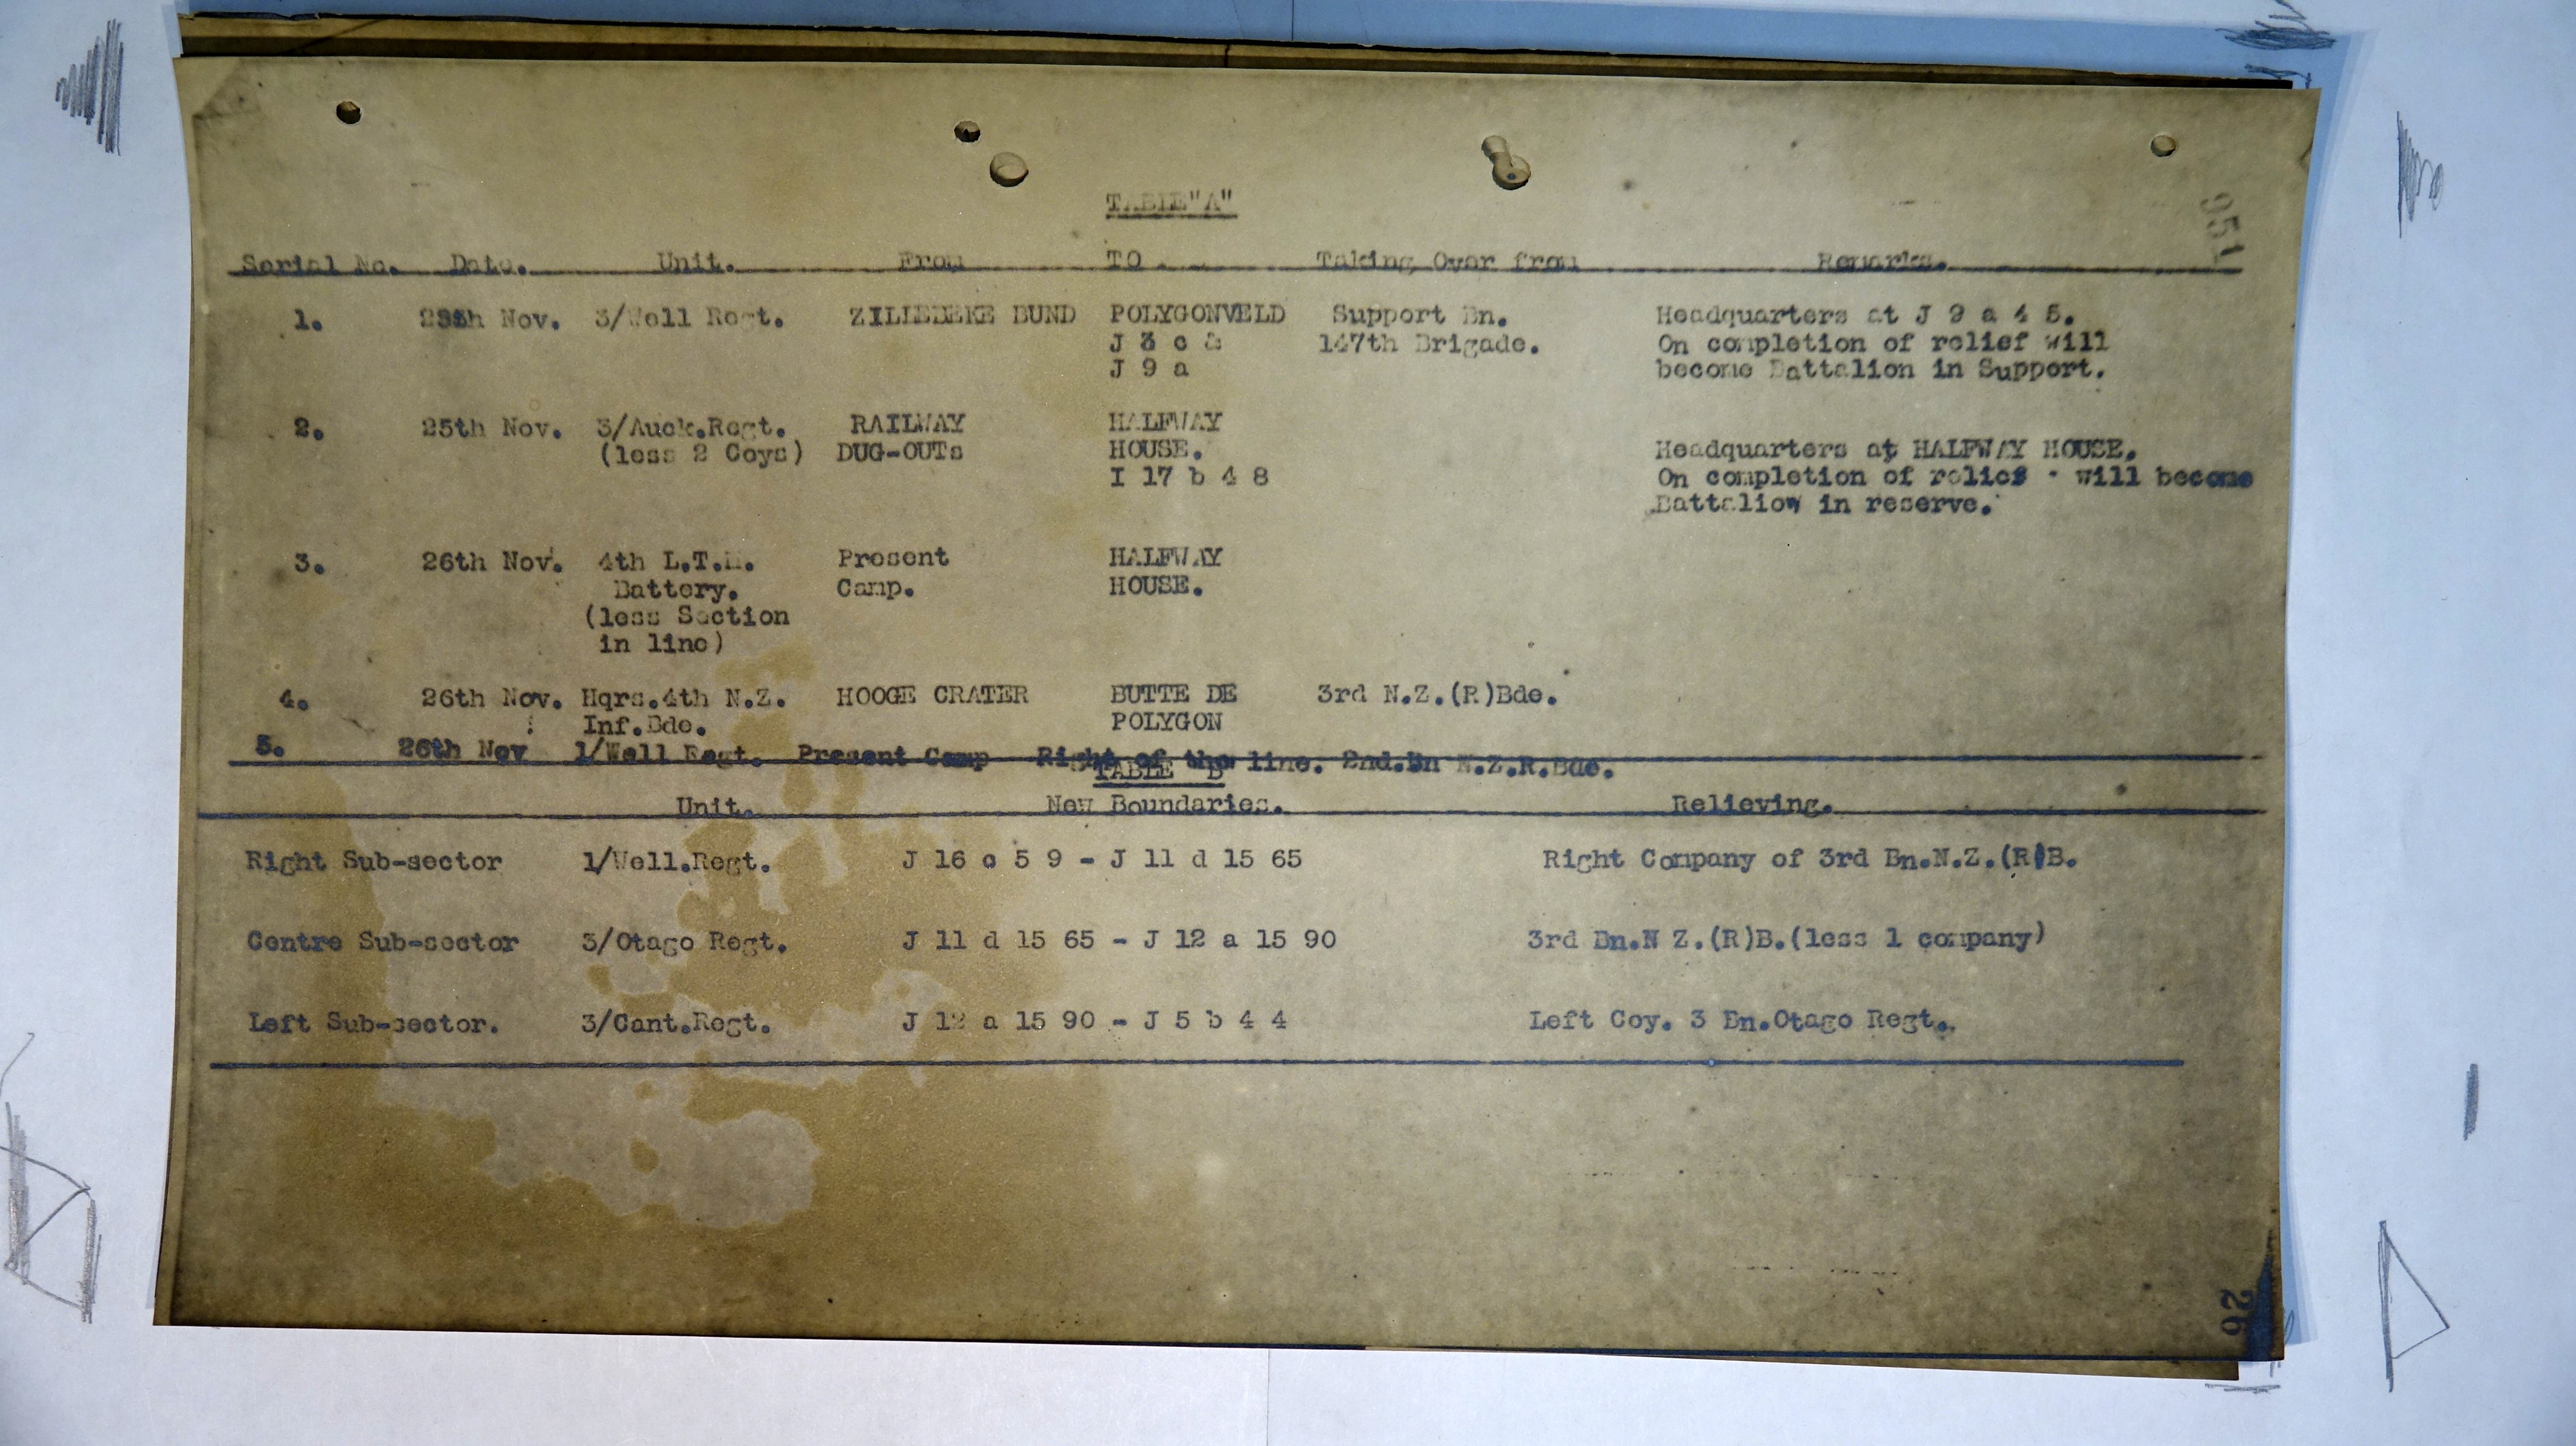 951
TABLE "A"
Serial No. Date. Unit. From TO Taking Over from Remarks.
1. Nov. 3/Well Regt. ZILLEBEKE BUND POLYGONVELD Support Bn. Headquarters at J 9 a 4 5.
J 3 c & 147th Brigade. On completion of relief will
J 9 a become Battalion in Support.
2. 25th Nov. 3/Auck.Regt. RAILWAY HALFWAY
(less 2 Coys) DUG-OUTs HOUSE. Headquarters at HALFWAY HOUSE.
I 17 b 4 8 On completion of relief will become
Battalion in reserve.
3. 26th Nov. 4th L.T.M. Present HALFWAY
Battery. Camp. HOUSE.
(less Section
in line)
4. 26th Nov. Hqrs.4th N.Z. HOOGE CRATER BUTTE DE 3rd N.Z.(R)Bde.
Inf.Bde. POLYGON
5. 26th Nov 1/Well Regt. Present Camp Right of the line. 2nd.Bn N.Z.R.Bde.
TABLE "B"
Unit. New Boundaries. Relieving.
Right Sub-sector 1/Well.Regt. J 16 c 5 9 - J 11 d 15 65 Right Company of 3rd Bn.N.Z.(R)B.
Centre Sub-sector 3/Otago Regt. J 11 d 15 65 - J 12 a 15 90 3rd Bn.N Z.(R)B.(less 1 company)
Left Sub-sector. 3/Cant.Regt. J 12 a 15 90 - J 5 b 4 4 Left Coy. 3 Bn.Otago Regt.
26